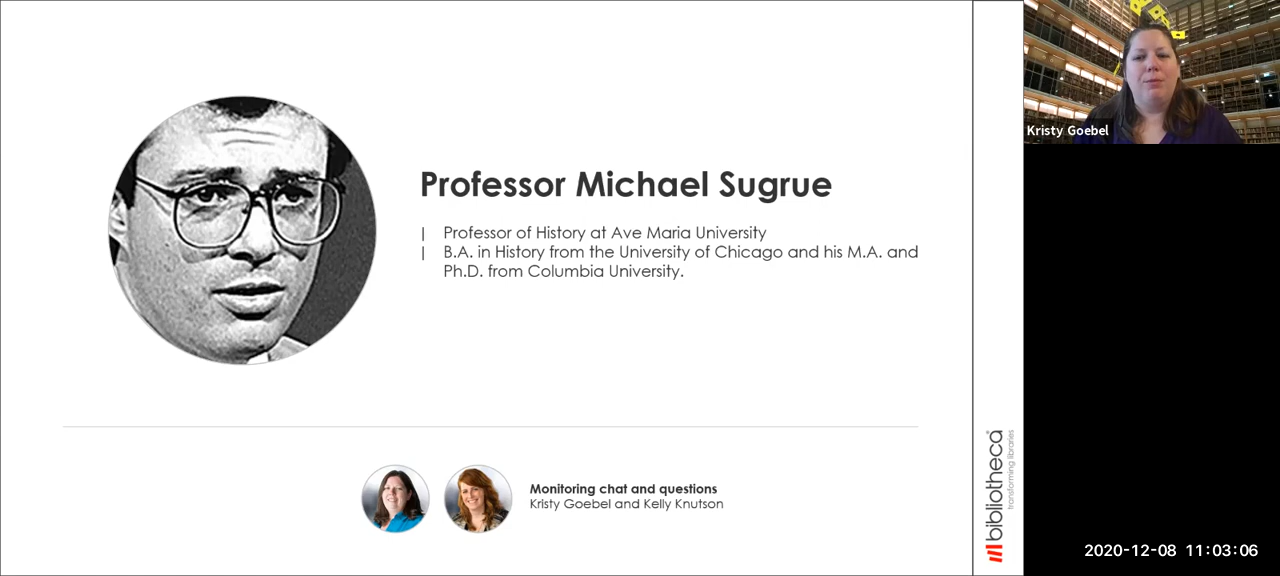 Professor Michael Sugrue
| Professor of History at Ave Maria University
| B.A. in History from the University of Chicago and his M.A. and
Ph.D. from Columbia University.
Monitoring chat and questions
Kristy Goebel and Kelly Knutson
bibliotheca®
transforming libraries
Kristy Goebel
2020-12-08 11:03:06